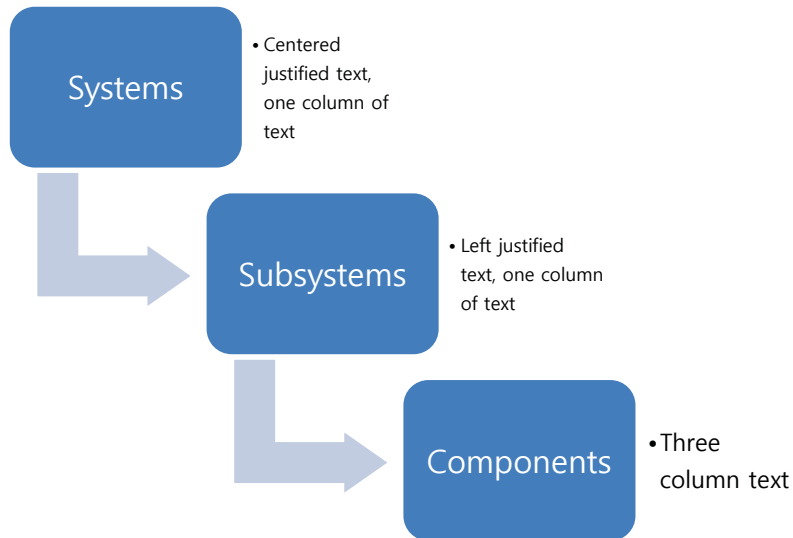 Systems
• Centered
justified text,
one column of
text
Subsystems
• Left justified
text, one column
of text
Components
• Three
column text